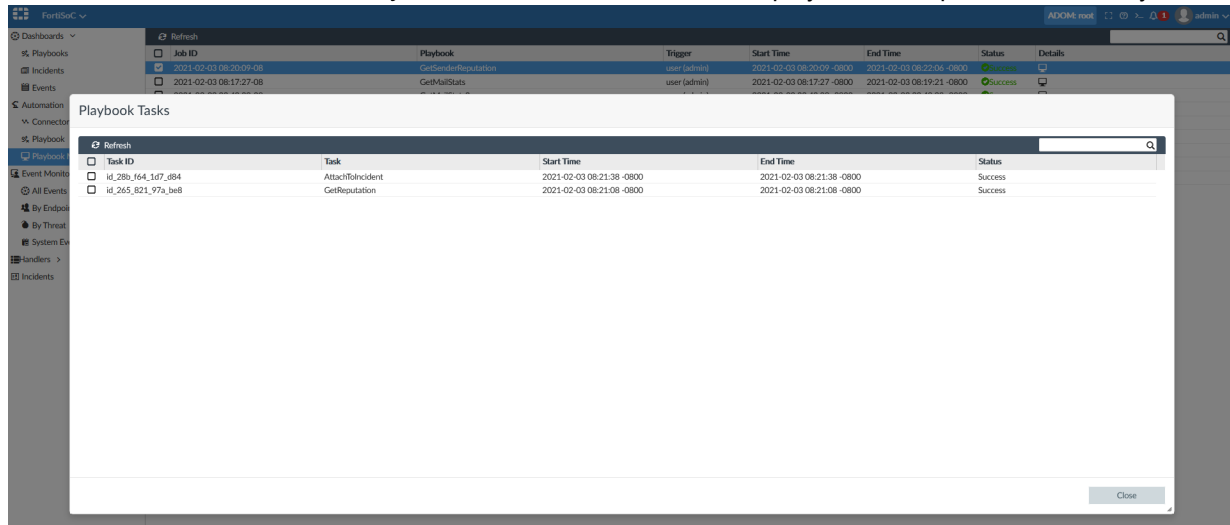 FortiSoC
ADOM: root
1
admin
Dashboards
Refresh
Playbooks
Job ID Playbook Trigger Start Time End Time Status Details
Incidents
2021-02-03 08:20:09-08 GetSenderReputation user (admin) 2021-02-03 08:20:09 -0800 2021-02-03 08:22:06 -0800 Success
Events
2021-02-03 08:17:27-08 GetMailStats user (admin) 2021-02-03 08:17:27 -0800 2021-02-03 08:19:21 -0800 Success
Automation
Connector
Playbook
Playbook
Event Monito
All Events
By Endpoi
By Threat
System Ev
Handlers >
Incidents
Playbook Tasks
Refresh
Task ID Task Start Time End Time Status
id_28b_f64_1d7_d84 AttachToIncident 2021-02-03 08:21:38 -0800 2021-02-03 08:21:38 -0800 Success
id_265_821_97a_be8 GetReputation 2021-02-03 08:21:08 -0800 2021-02-03 08:21:08 -0800 Success
Close